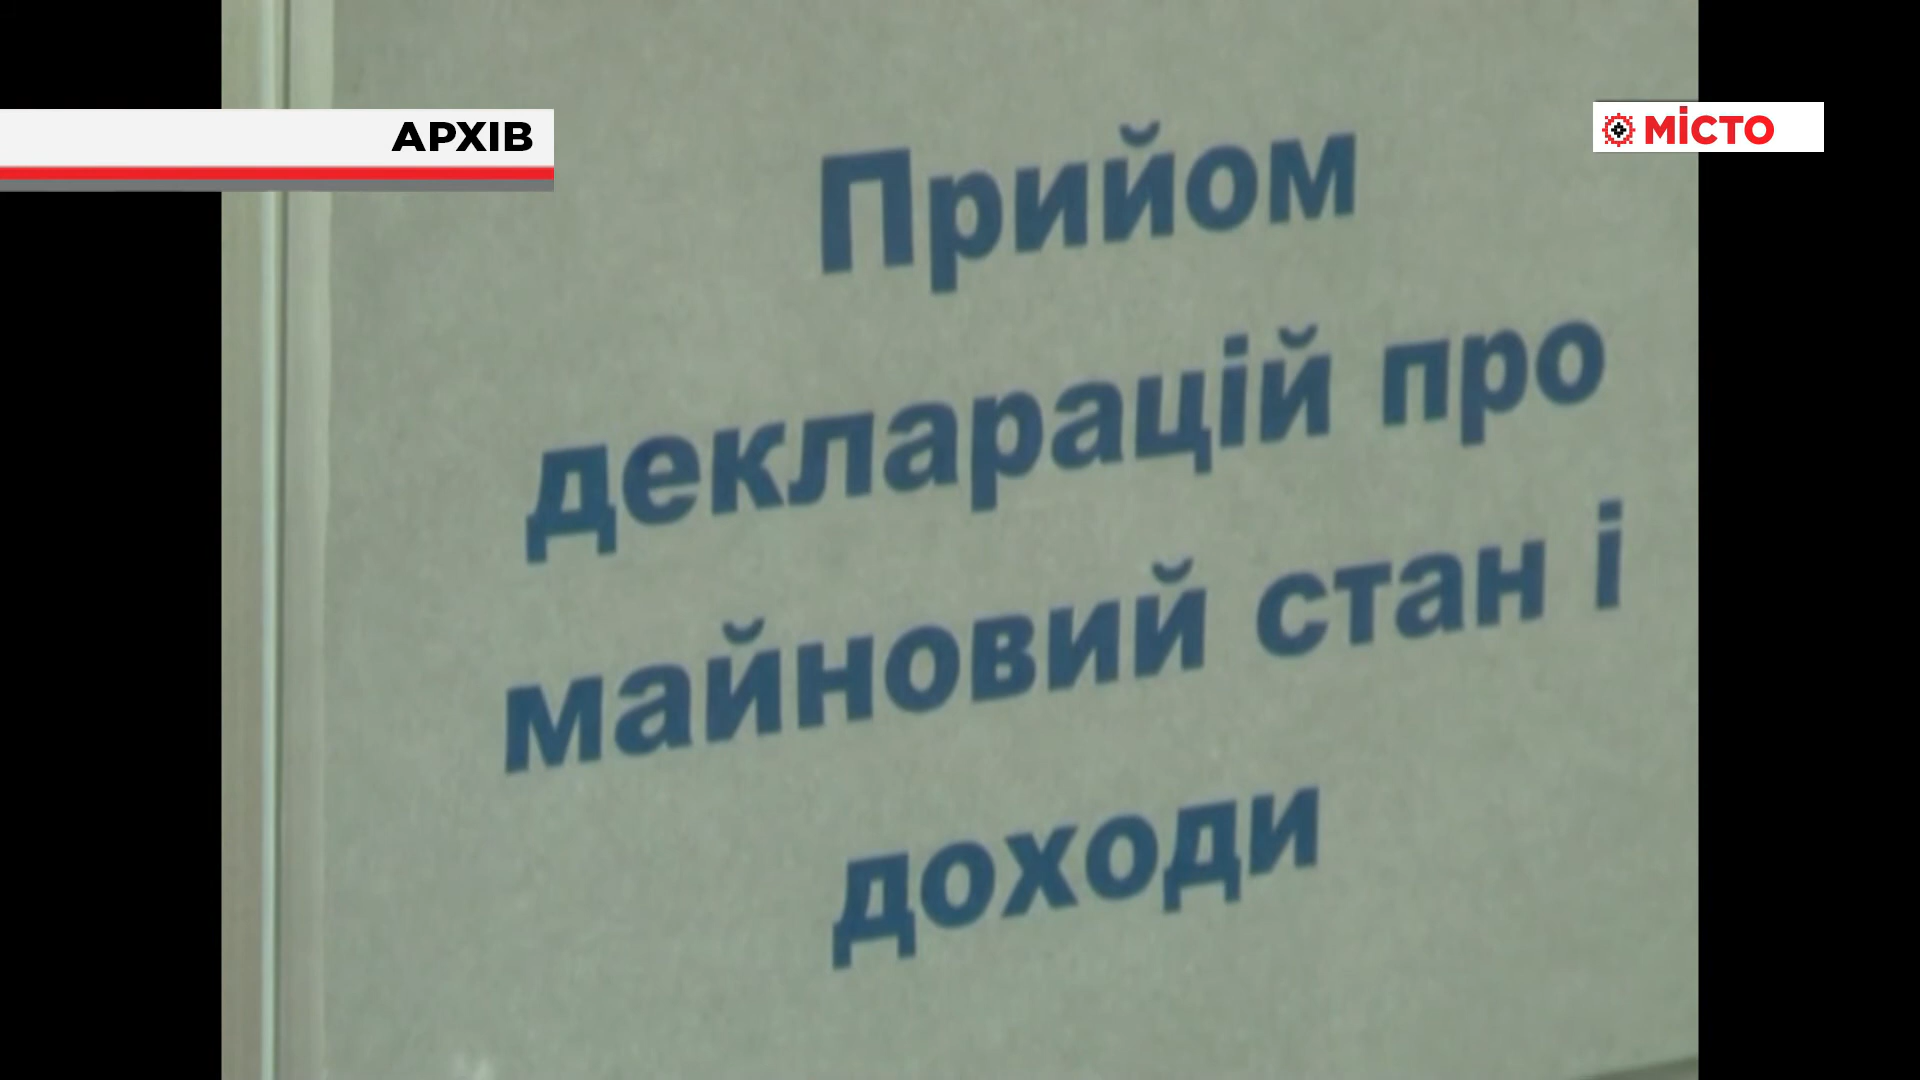 АРХІВ
МІСТО
Прийом
декларацій про
майновий стан і
доходи